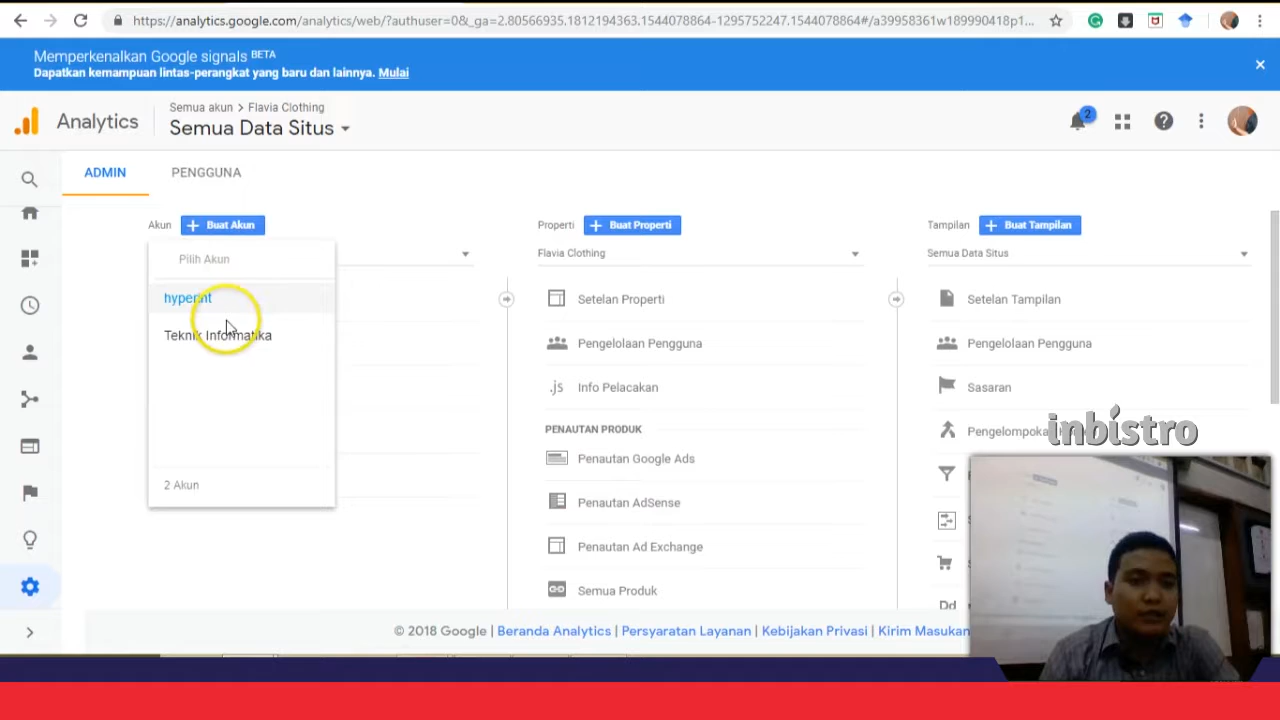 https://analytics.google.com/analytics/web/?authuser=0&_ga=2.80566935.1812194363.1544078864-1295752247.1544078864#/a39958361w189990418p1...
Memperkenalkan Google signals BETA
Dapatkan kemampuan lintas-perangkat yang baru dan lainnya. Mulai
Analytics
Semua akun > Flavia Clothing
Semua Data Situs
2
ADMIN
PENGGUNA
Akun
+ Buat Akun
Pilih Akun
Teknik Informatika
2 Akun
Properti
+ Buat Properti
Flavia Clothing
Setelan Properti
Pengelolaan Pengguna
.js Info Pelacakan
PENAUTAN PRODUK
Penautan Google Ads
Penautan AdSense
Penautan Ad Exchange
Semua Produk
Tampilan
+ Buat Tampilan
Semua Data Situs
Setelan Tampilan
Pengelolaan Pengguna
Sasaran
inbistro
Dd
© 2018 Google | Beranda Analytics | Persyaratan Layanan | Kebijakan Privasi | Kirim Masukan